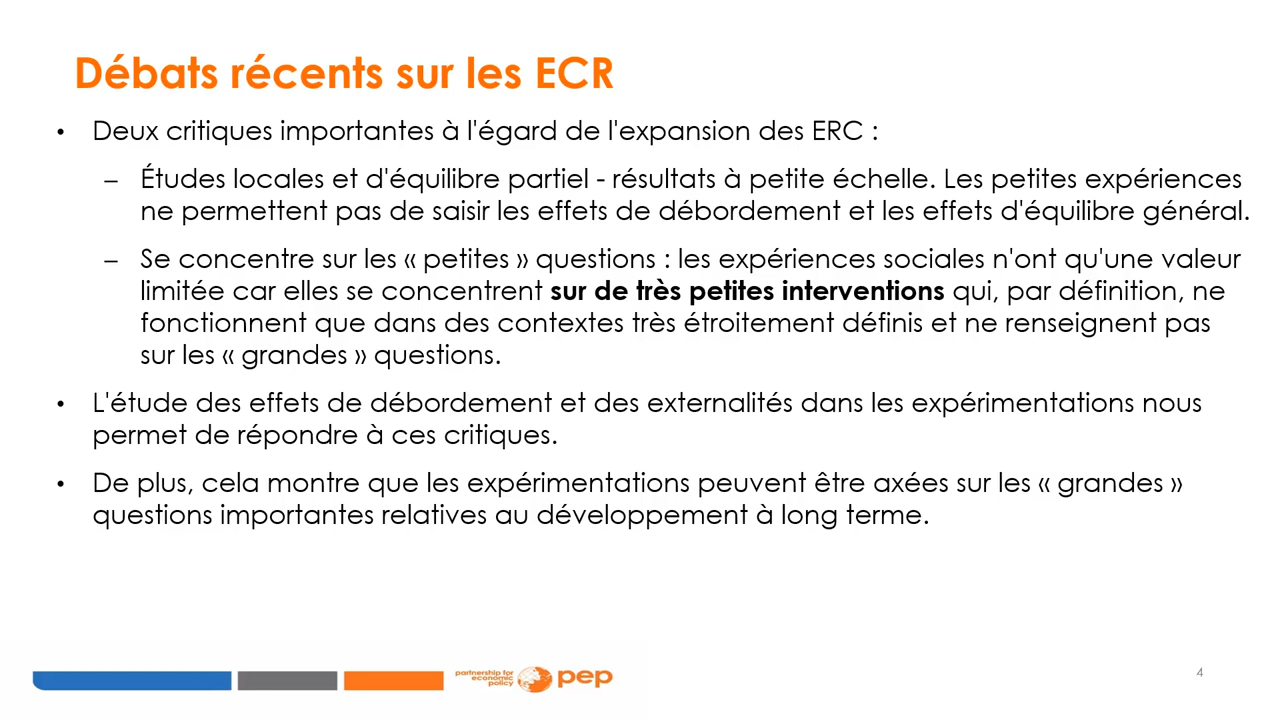 Débats récents sur les ECR
• Deux critiques importantes à l'égard de l'expansion des ERC :
– Études locales et d'équilibre partiel - résultats à petite échelle. Les petites expériences
ne permettent pas de saisir les effets de débordement et les effets d'équilibre général.
– Se concentre sur les « petites » questions : les expériences sociales n'ont qu'une valeur
limitée car elles se concentrent sur de très petites interventions qui, par définition, ne
fonctionnent que dans des contextes très étroitement définis et ne renseignent pas
sur les « grandes » questions.
• L'étude des effets de débordement et des externalités dans les expérimentations nous
permet de répondre à ces critiques.
• De plus, cela montre que les expérimentations peuvent être axées sur les « grandes »
questions importantes relatives au développement à long terme.
partnership for
economic
policy
pep
4